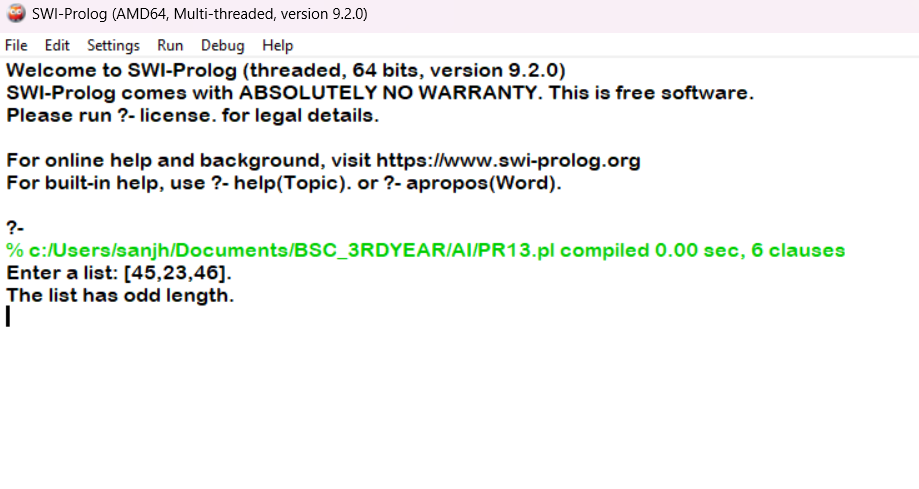 SWI-Prolog (AMD64, Multi-threaded, version 9.2.0)
File Edit Settings Run Debug Help
Welcome to SWI-Prolog (threaded, 64 bits, version 9.2.0)
SWI-Prolog comes with ABSOLUTELY NO WARRANTY. This is free software.
Please run ?- license. for legal details.
For online help and background, visit https://www.swi-prolog.org
For built-in help, use ?- help(Topic). or ?- apropos(Word).
?-
% c:/Users/sanjh/Documents/BSC_3RDYEAR/AI/PR13.pl compiled 0.00 sec, 6 clauses
Enter a list: [45,23,46].
The list has odd length.